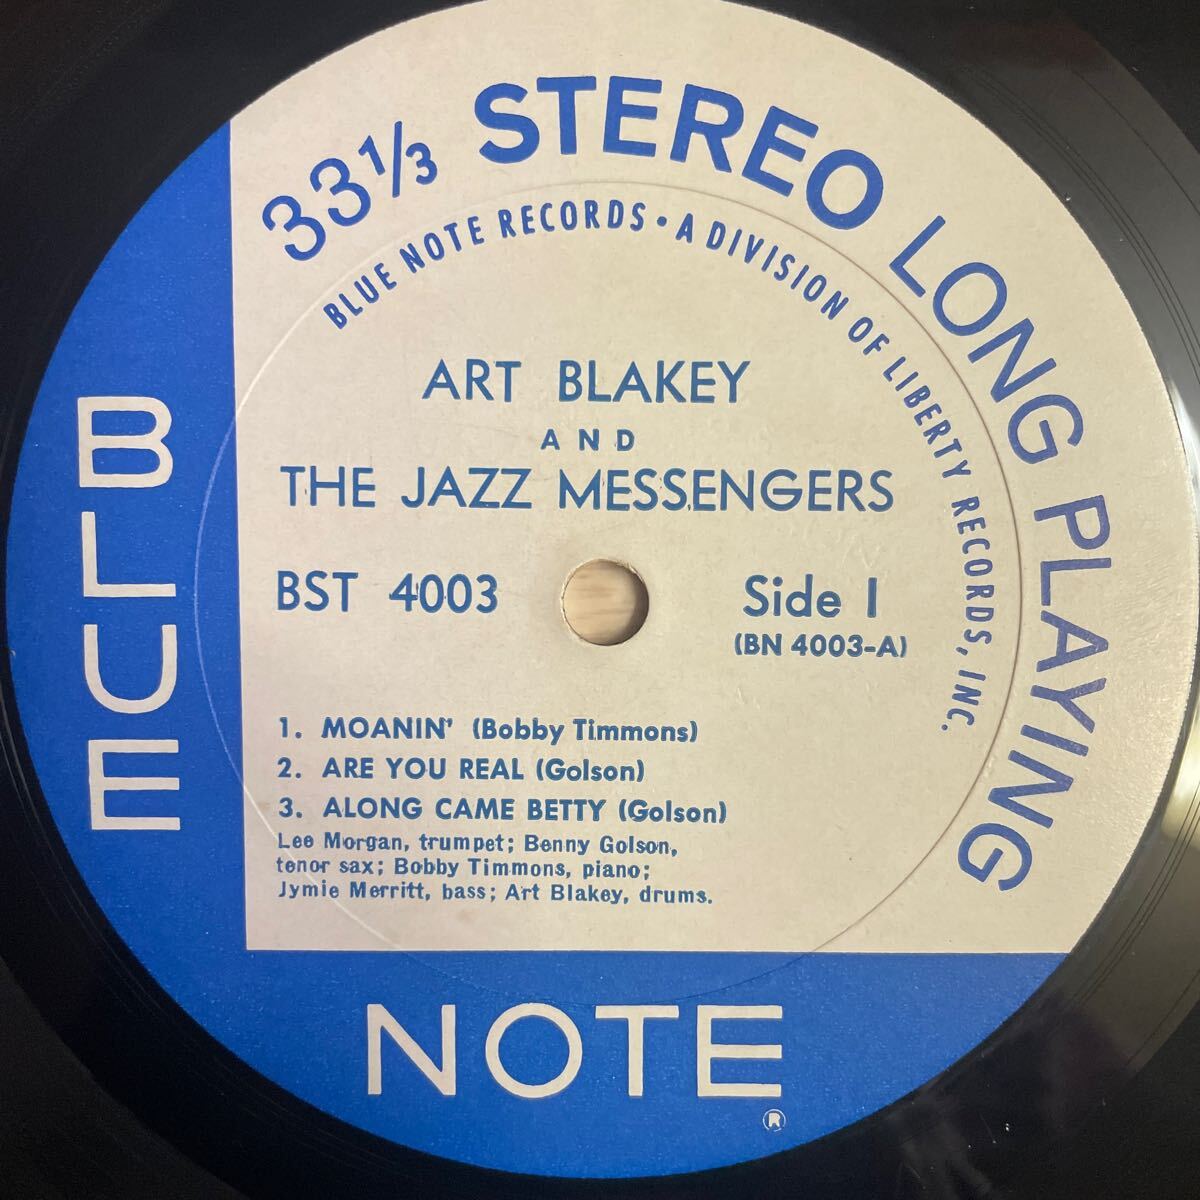 33⅓ STEREO LONG PLAYING
BLUE NOTE RECORDS • A DIVISION OF LIBERTY RECORDS, INC.
ART BLAKEY
AND
THE JAZZ MESSENGERS
BST 4003
Side 1
(BN 4003-A)
1. MOANIN' (Bobby Timmons)
2. ARE YOU REAL (Golson)
3. ALONG CAME BETTY (Golson)
Lee Morgan, trumpet; Benny Golson,
tenor sax; Bobby Timmons, piano;
Jymie Merritt, bass; Art Blakey, drums.
BLUE
NOTE
®